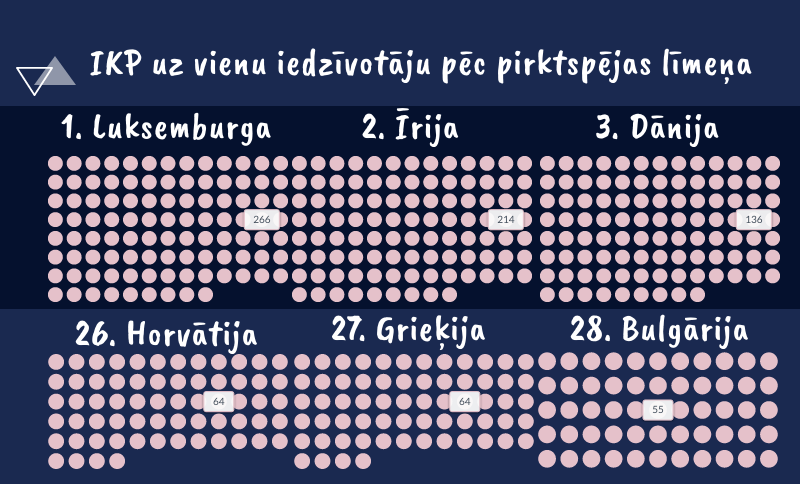 IKP uz vienu iedzīvotāju pēc pirktspējas līmeņa
1. Luksemburga
2. Īrija
3. Dānija
266
214
136
26. Horvātija
27. Grieķija
28. Bulgārija
64
64
55